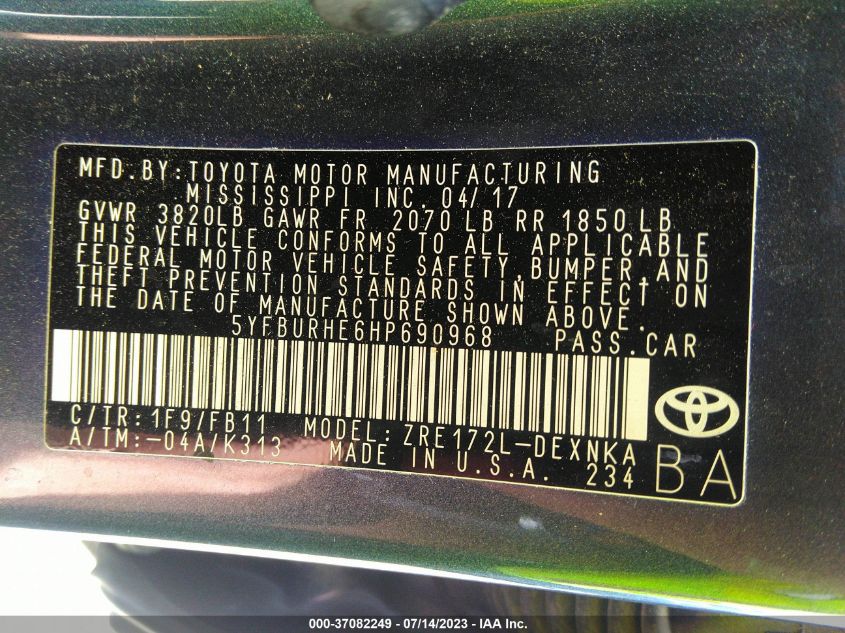 MFD.BY:TOYOTA MOTOR MANUFACTURING
MISSISSIPPI INC. 04/17
GVWR 3820LB GAWR FR 2070 LB RR 1850 LB
THIS VEHICLE CONFORMS TO ALL APPLICABLE
FEDERAL MOTOR VEHICLE SAFETY,BUMPER,AND
THEFT PREVENTION STANDARDS IN EFFECT ON
THE DATE OF MANUFACTURE SHOWN ABOVE.
5YFBURHE6HP690968 PASS.CAR
C/TR:1F9/FB11 MODEL:ZRE172L-DEXNKA
A/TM:-04A/K313 MADE IN U.S.A. 234
BA
000-37082249 - 07/14/2023 - IAA Inc.